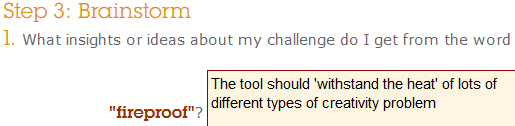 Step 3: Brainstorm
1. What insights or ideas about my challenge do I get from the word
"fireproof"?
The tool should 'withstand the heat' of lots of
different types of creativity problem